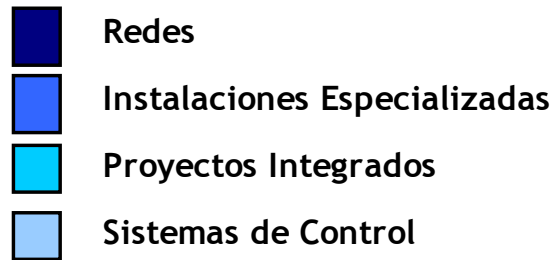 Redes
Instalaciones Especializadas
Proyectos Integrados
Sistemas de Control